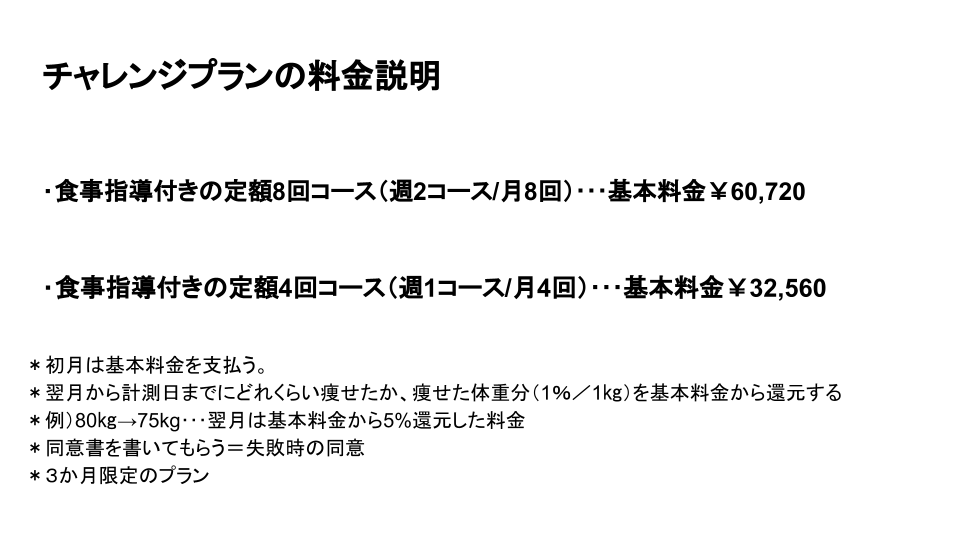 チャレンジプランの料金説明
・食事指導付きの定額8回コース（週2コース/月8回）･･･基本料金￥60,720
・食事指導付きの定額4回コース（週1コース/月4回）･･･基本料金￥32,560
＊初月は基本料金を支払う。
＊翌月から計測日までにどれくらい痩せたか、痩せた体重分（1％／1㎏）を基本料金から還元する
＊例）80㎏→75kg･･･翌月は基本料金から5%還元した料金
＊同意書を書いてもらう＝失敗時の同意
＊３か月限定のプラン